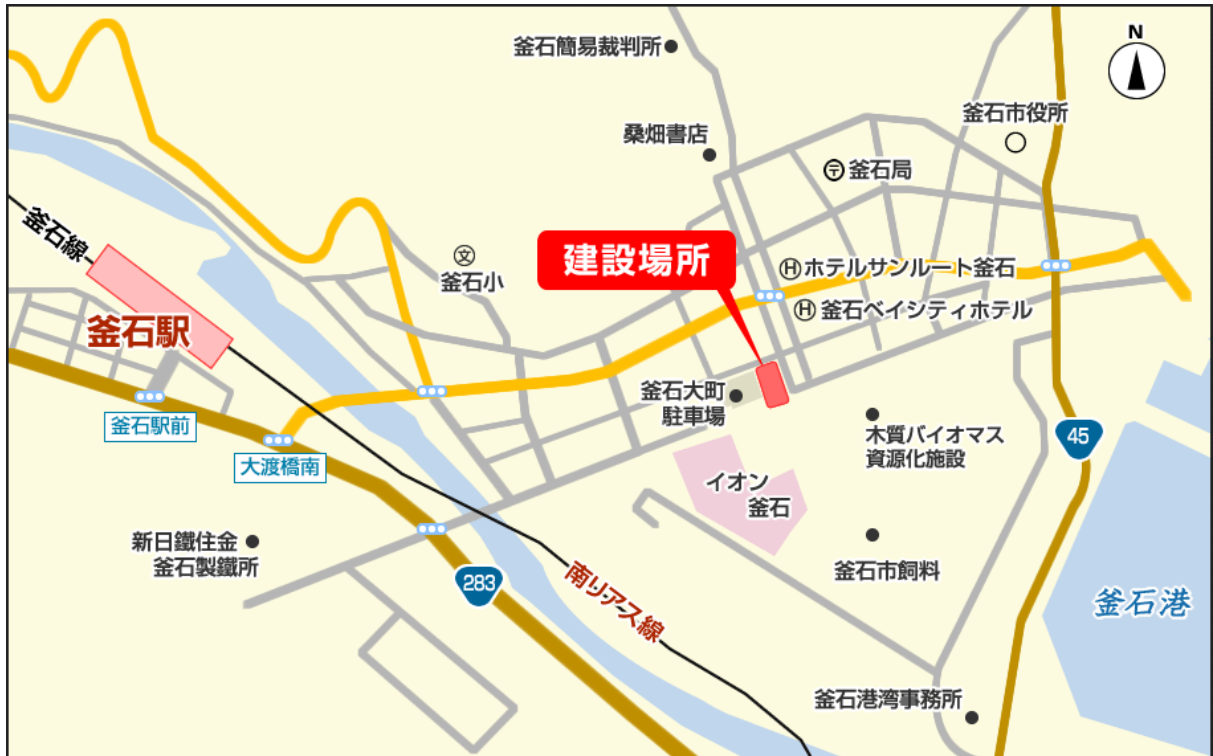 N
釜石簡易裁判所
釜石市役所
桑畑書店
〒 釜石局
釜石線
文
釜石小
建設場所
Hホテルサンルート釜石
H 釜石ベイシティホテル
釜石駅
釜石大町
駐車場
釜石駅前
木質バイオマス
資源化施設
45
大渡橋南
イオン
釜石
新日鐵住金
釜石製鐵所
283
南リアス線
釜石市飼料
釜石港
釜石港湾事務所